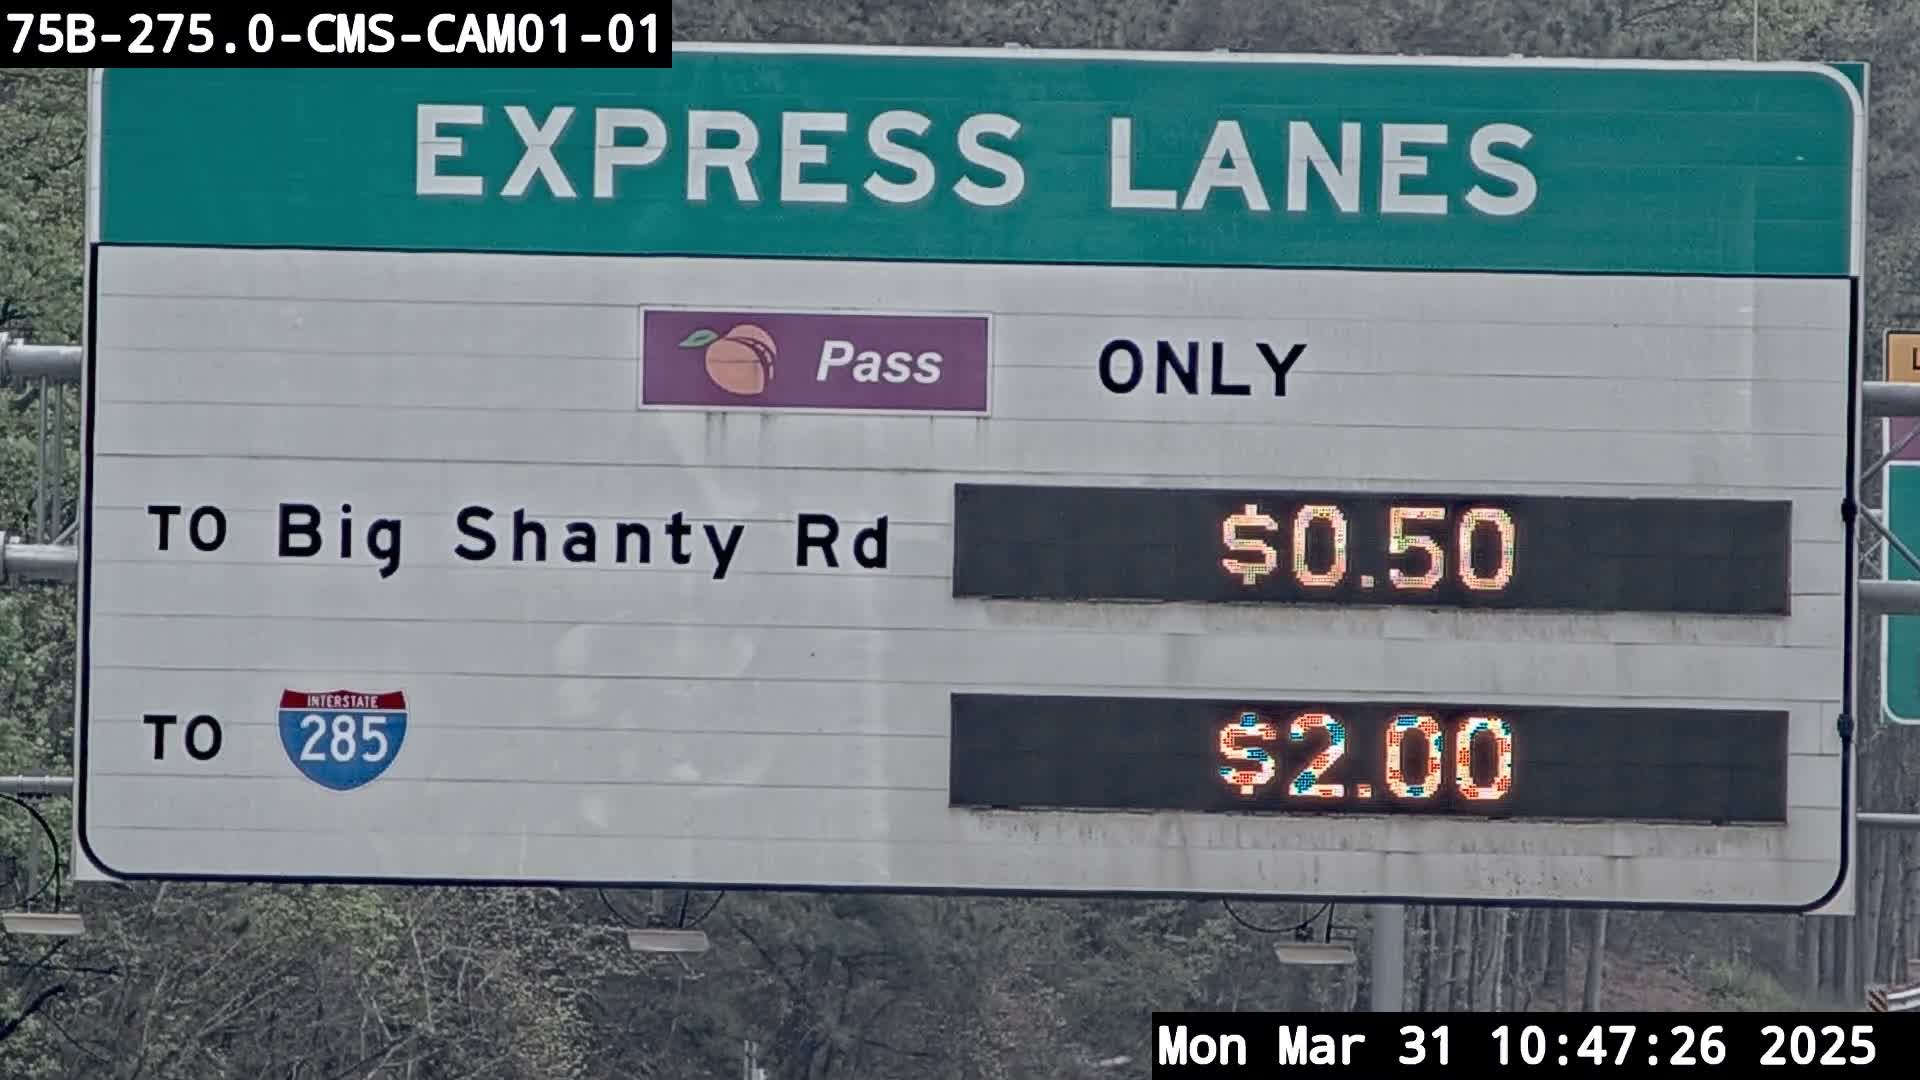 75B-275.0-CMS-CAM01-01
EXPRESS LANES
Pass ONLY
TO Big Shanty Rd $0.50
INTERSTATE
TO 285 $2.00
Mon Mar 31 10:47:26 2025